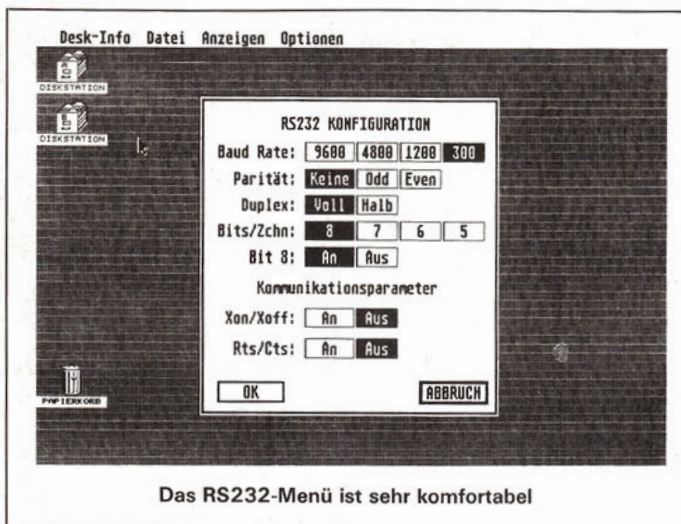 Desk-Info Datei Anzeigen Optionen
DISKSTATION
DISKSTATION
RS232 KONFIGURATION
Baud Rate: 9600 4800 1200 300
Parität: Keine Odd Even
Duplex: Voll Halb
Bits/Zchn: 8 7 6 5
Bit 8: An Aus
Kommunikationsparameter
Xon/Xoff: An Aus
Rts/Cts: An Aus
OK ABBRUCH
PAPIERKORB
Das RS232-Menü ist sehr komfortabel